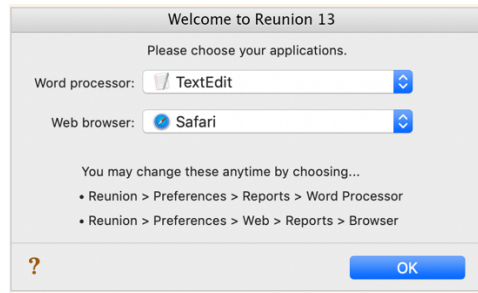 Welcome to Reunion 13
Please choose your applications.
Word processor: TextEdit
Web browser: Safari
You may change these anytime by choosing...
• Reunion > Preferences > Reports > Word Processor
• Reunion > Preferences > Web > Reports > Browser
? OK